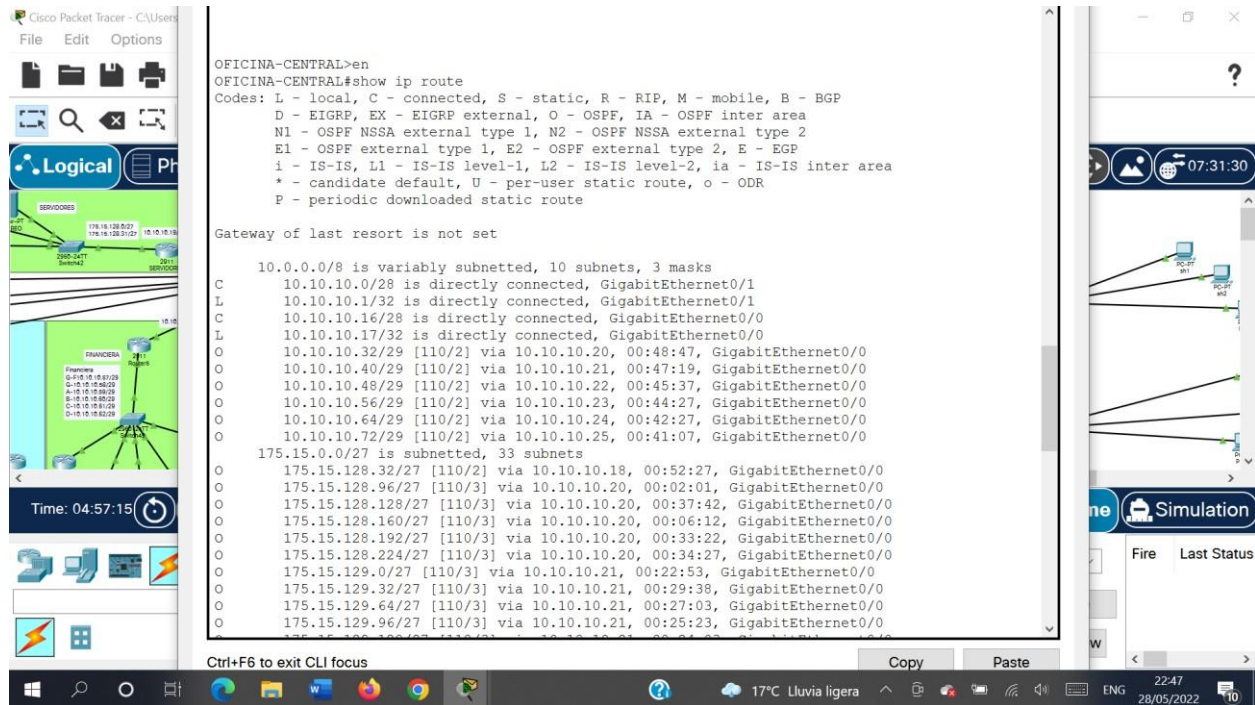 Cisco Packet Tracer - C:\Users
File Edit Options
Logical
Ph
07:31:30
SERVIDORES
2960-24TT
Switch42
2911
FINANCIERA
Financiera
OFICINA-CENTRAL>en
OFICINA-CENTRAL#show ip route
Codes: L - local, C - connected, S - static, R - RIP, M - mobile, B - BGP
D - EIGRP, EX - EIGRP external, O - OSPF, IA - OSPF inter area
N1 - OSPF NSSA external type 1, N2 - OSPF NSSA external type 2
E1 - OSPF external type 1, E2 - OSPF external type 2, E - EGP
i - IS-IS, L1 - IS-IS level-1, L2 - IS-IS level-2, ia - IS-IS inter area
* - candidate default, U - per-user static route, o - ODR
P - periodic downloaded static route
Gateway of last resort is not set
10.0.0.0/8 is variably subnetted, 10 subnets, 3 masks
C 10.10.10.0/28 is directly connected, GigabitEthernet0/1
L 10.10.10.1/32 is directly connected, GigabitEthernet0/1
C 10.10.10.16/28 is directly connected, GigabitEthernet0/0
L 10.10.10.17/32 is directly connected, GigabitEthernet0/0
O 10.10.10.32/29 [110/2] via 10.10.10.20, 00:48:47, GigabitEthernet0/0
O 10.10.10.40/29 [110/2] via 10.10.10.21, 00:47:19, GigabitEthernet0/0
O 10.10.10.48/29 [110/2] via 10.10.10.22, 00:45:37, GigabitEthernet0/0
O 10.10.10.56/29 [110/2] via 10.10.10.23, 00:44:27, GigabitEthernet0/0
O 10.10.10.64/29 [110/2] via 10.10.10.24, 00:42:27, GigabitEthernet0/0
O 10.10.10.72/29 [110/2] via 10.10.10.25, 00:41:07, GigabitEthernet0/0
175.15.0.0/27 is subnetted, 33 subnets
O 175.15.128.32/27 [110/2] via 10.10.10.18, 00:52:27, GigabitEthernet0/0
O 175.15.128.96/27 [110/3] via 10.10.10.20, 00:02:01, GigabitEthernet0/0
O 175.15.128.128/27 [110/3] via 10.10.10.20, 00:37:42, GigabitEthernet0/0
O 175.15.128.160/27 [110/3] via 10.10.10.20, 00:06:12, GigabitEthernet0/0
O 175.15.128.192/27 [110/3] via 10.10.10.20, 00:33:22, GigabitEthernet0/0
O 175.15.128.224/27 [110/3] via 10.10.10.20, 00:34:27, GigabitEthernet0/0
O 175.15.129.0/27 [110/3] via 10.10.10.21, 00:22:53, GigabitEthernet0/0
O 175.15.129.32/27 [110/3] via 10.10.10.21, 00:29:38, GigabitEthernet0/0
O 175.15.129.64/27 [110/3] via 10.10.10.21, 00:27:03, GigabitEthernet0/0
O 175.15.129.96/27 [110/3] via 10.10.10.21, 00:25:23, GigabitEthernet0/0
PC-PT
sh1
PC-PT
sh2
Time: 04:57:15
me
Simulation
Fire Last Status
Ctrl+F6 to exit CLI focus
Copy
Paste
17°C Lluvia ligera
ENG
22:47
28/05/2022